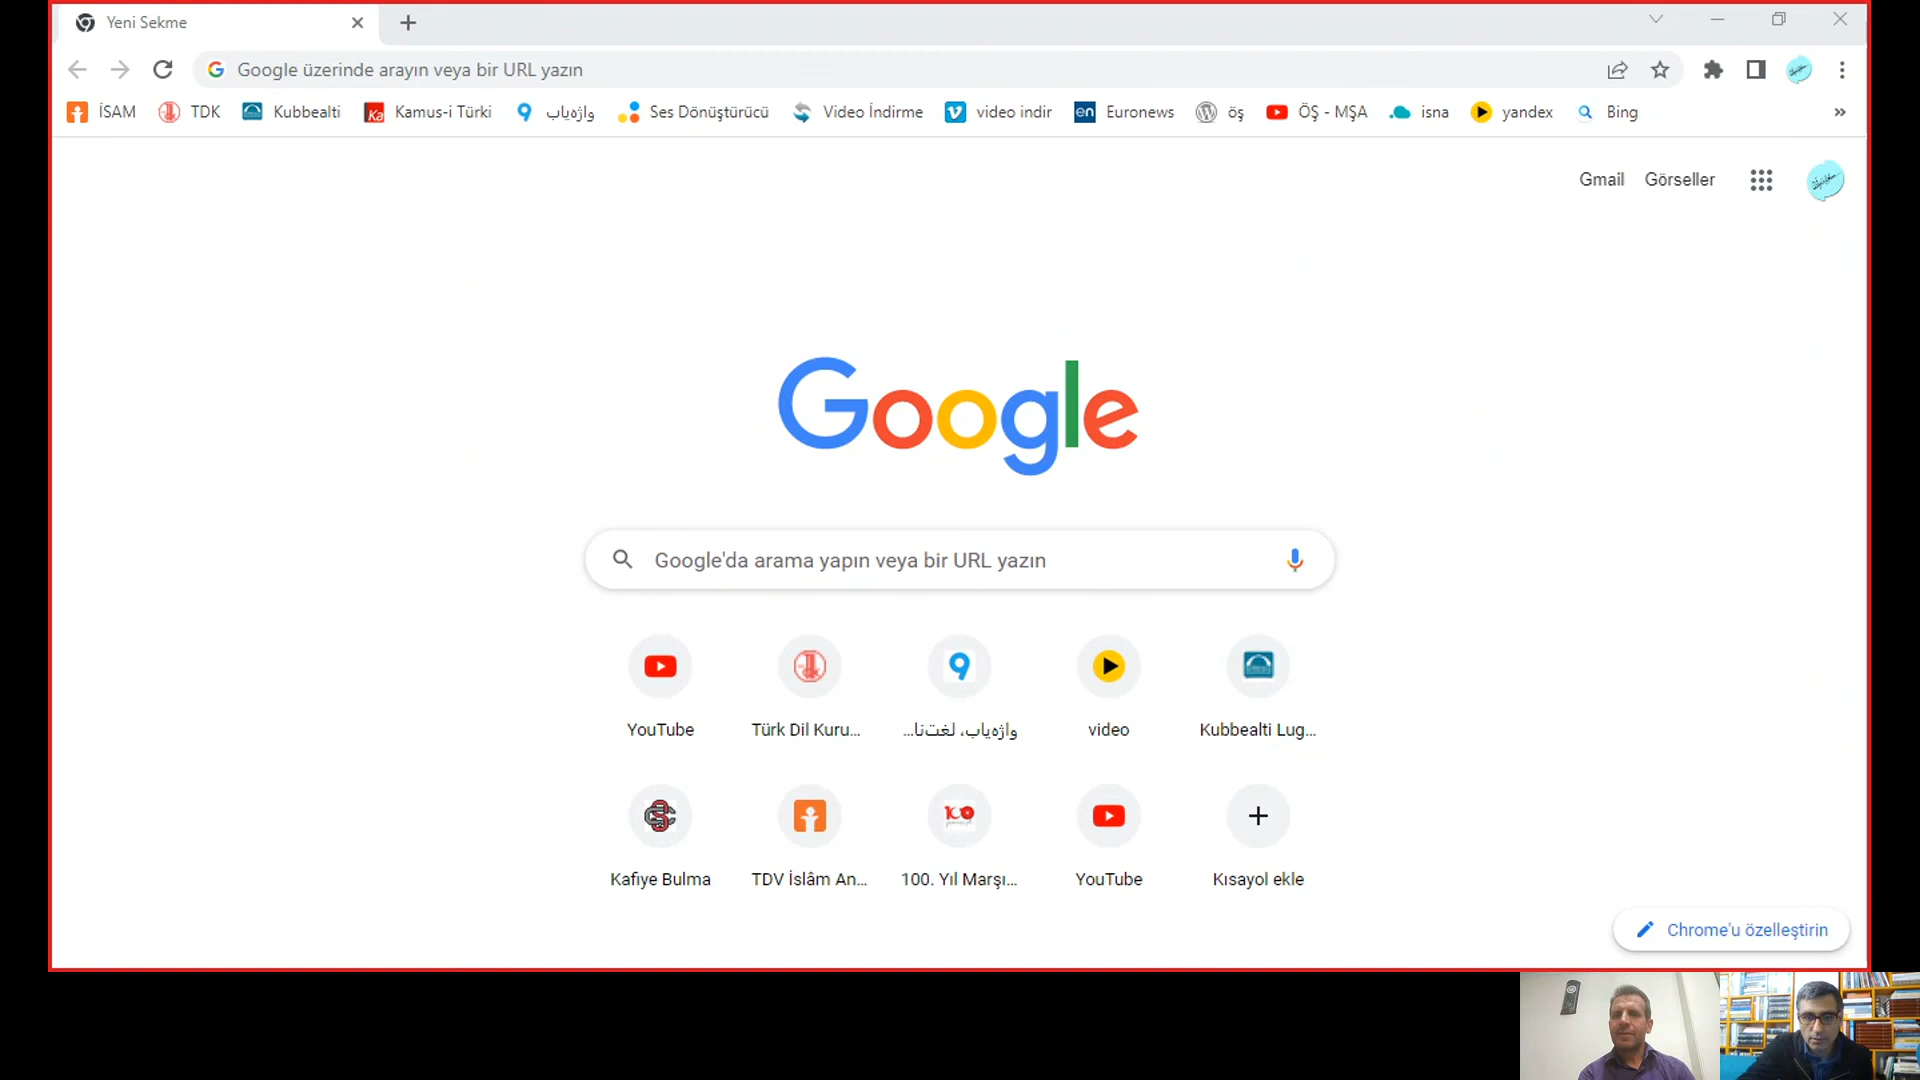 Yeni Sekme
Google üzerinde arayın veya bir URL yazın
İSAM TDK Kubbealti Kamus-i Türki واژه‌یاب Ses Dönüştürücü Video İndirme video indir Euronews öş ÖŞ - MŞA isna yandex Bing »
Gmail Görseller
Google
Google'da arama yapın veya bir URL yazın
YouTube Türk Dil Kuru... واژه‌یاب، لغت‌نا... video Kubbealti Lug...
Kafiye Bulma TDV İslâm An... 100. Yıl Marşı... YouTube Kısayol ekle
Chrome'u özelleştirin